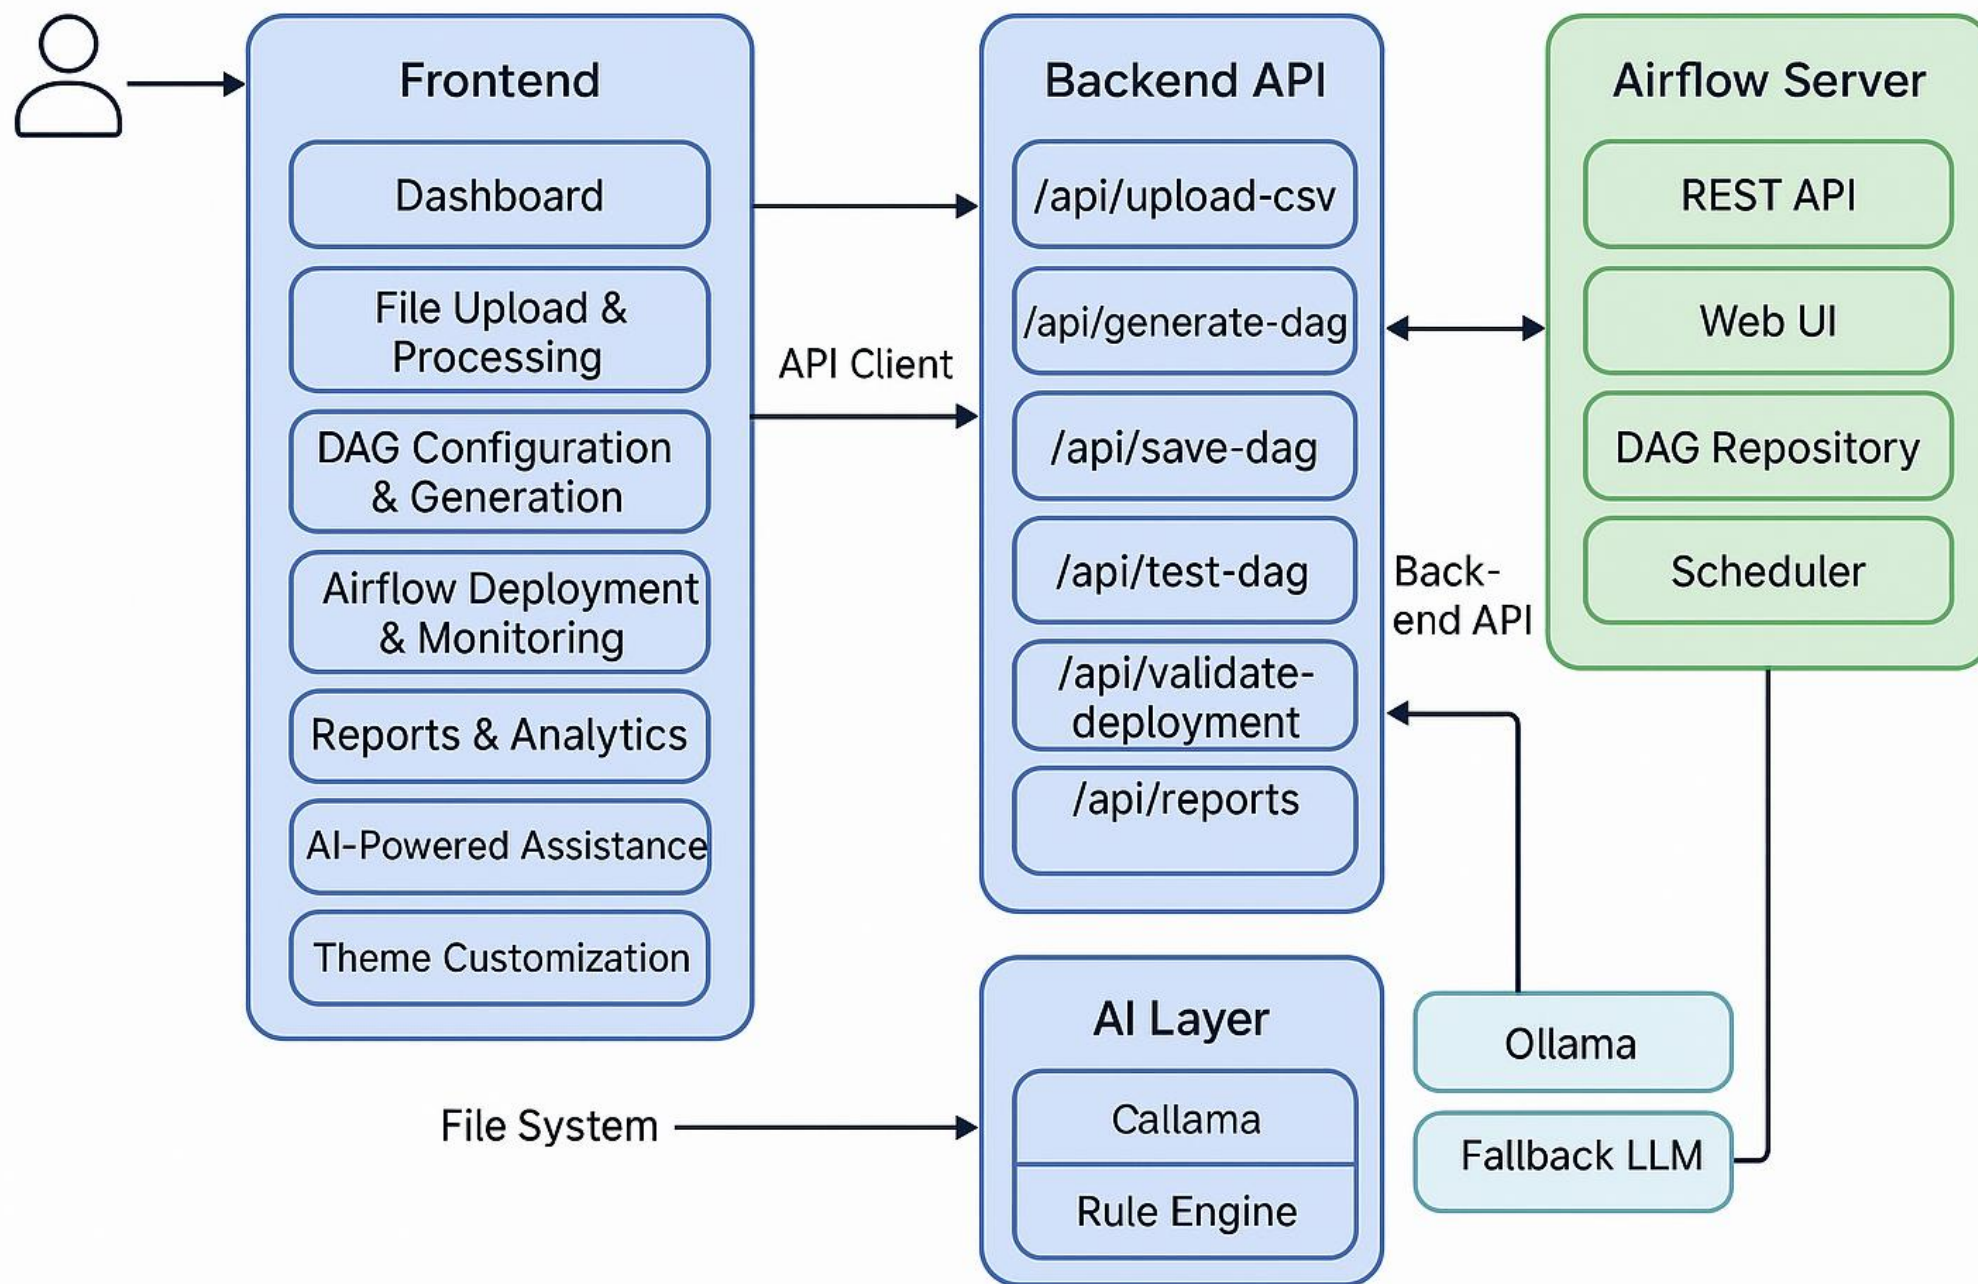 Frontend
Dashboard
File Upload &
Processing
DAG Configuration
& Generation
Airflow Deployment
& Monitoring
Reports & Analytics
AI-Powered Assistance
Theme Customization
API Client
Backend API
/api/upload-csv
/api/generate-dag
/api/save-dag
/api/test-dag
/api/validate-
deployment
/api/reports
Back-
end API
Airflow Server
REST API
Web UI
DAG Repository
Scheduler
File System
AI Layer
Callama
Rule Engine
Ollama
Fallback LLM